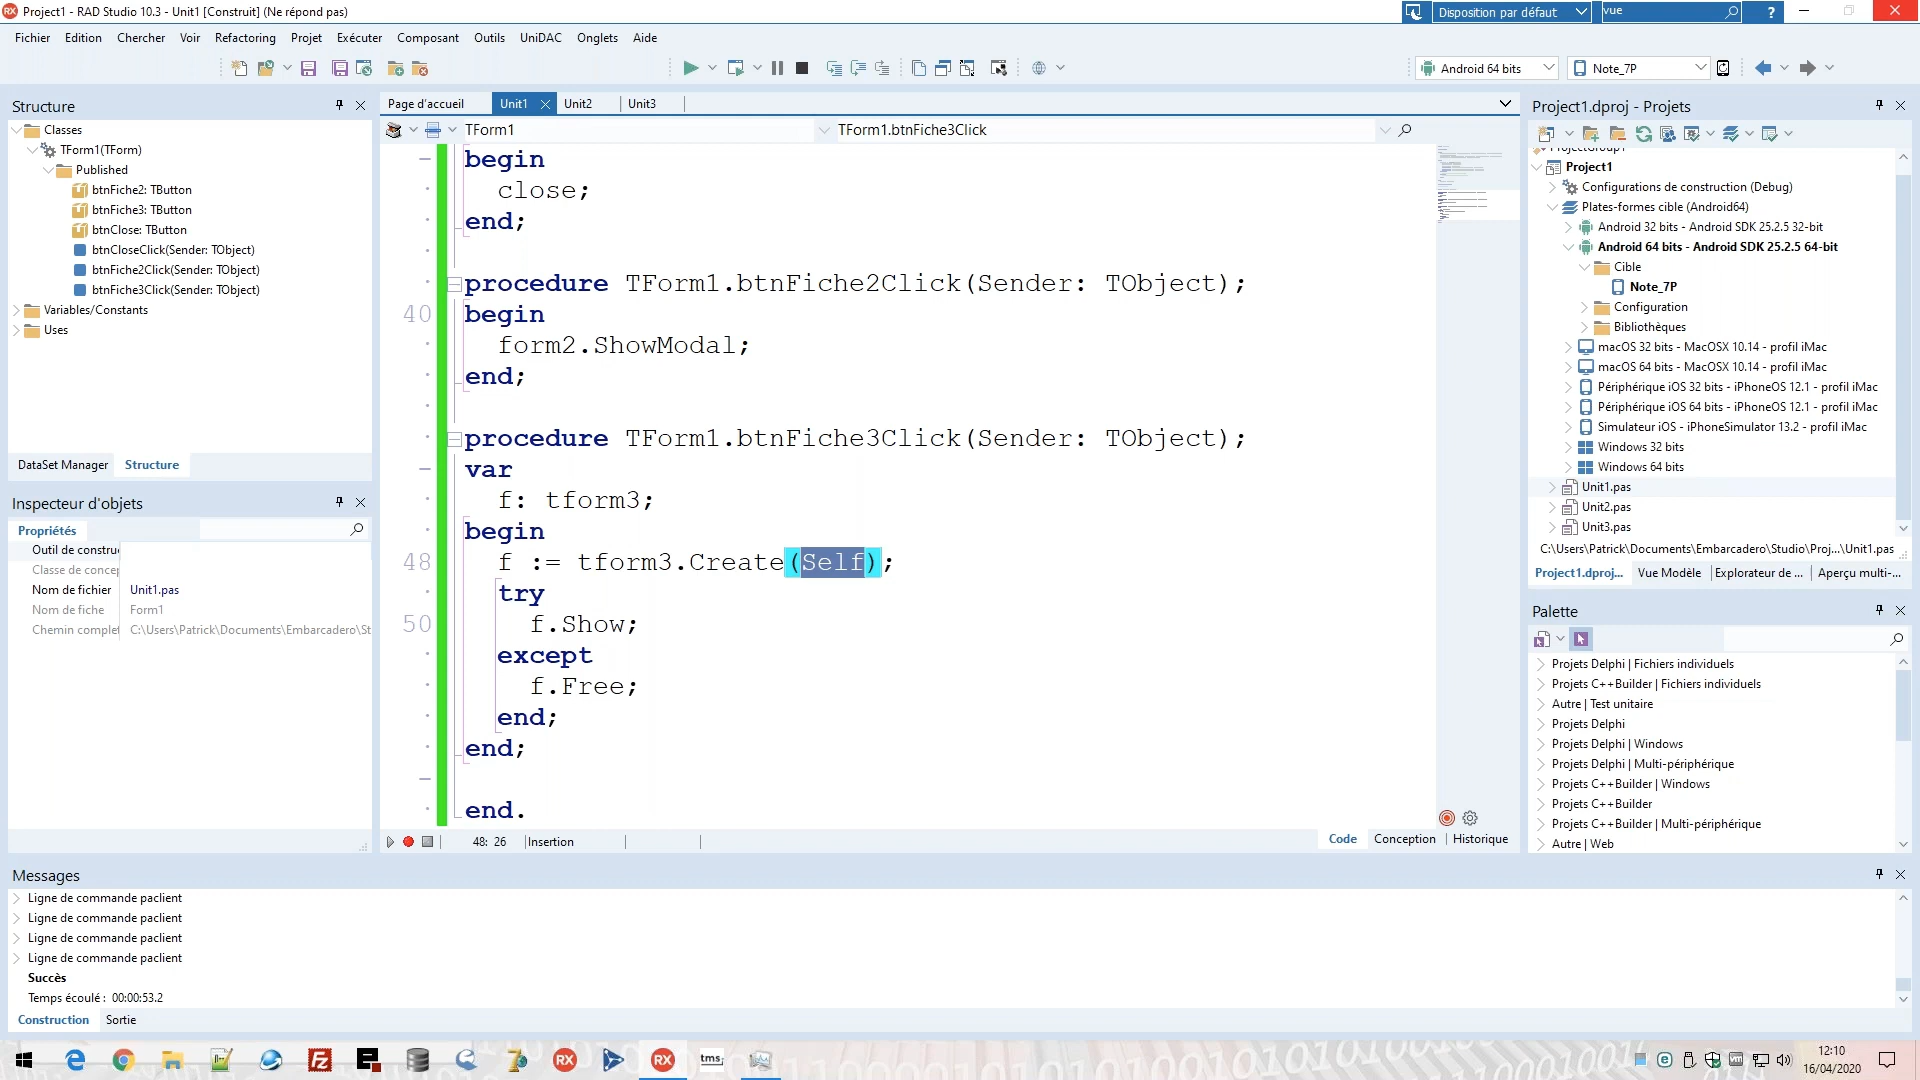 Project1 - RAD Studio 10.3 - Unit1 [Construit] (Ne répond pas)
Disposition par défaut
vue
?
Fichier Edition Chercher Voir Refactoring Projet Exécuter Composant Outils UniDAC Onglets Aide
Android 64 bits
Note_7P
Structure
Classes
TForm1(TForm)
Published
btnFiche2: TButton
btnFiche3: TButton
btnClose: TButton
btnCloseClick(Sender: TObject)
btnFiche2Click(Sender: TObject)
btnFiche3Click(Sender: TObject)
Variables/Constants
Uses
DataSet Manager Structure
Inspecteur d'objets
Propriétés
Outil de constru
Classe de concep
Nom de fichier Unit1.pas
Nom de fiche Form1
Chemin complet C:\Users\Patrick\Documents\Embarcadero\St
Page d'accueil Unit1 Unit2 Unit3
TForm1 TForm1.btnFiche3Click
begin
close;
end;
procedure TForm1.btnFiche2Click(Sender: TObject);
40 begin
form2.ShowModal;
end;
procedure TForm1.btnFiche3Click(Sender: TObject);
var
f: tform3;
begin
48 f := tform3.Create(Self);
try
50 f.Show;
except
f.Free;
end;
end;
end.
48: 26 Insertion
Code Conception Historique
Project1.dproj - Projets
ProjectGroup1
Project1
Configurations de construction (Debug)
Plates-formes cible (Android64)
Android 32 bits - Android SDK 25.2.5 32-bit
Android 64 bits - Android SDK 25.2.5 64-bit
Cible
Note_7P
Configuration
Bibliothèques
macOS 32 bits - MacOSX 10.14 - profil iMac
macOS 64 bits - MacOSX 10.14 - profil iMac
Périphérique iOS 32 bits - iPhoneOS 12.1 - profil iMac
Périphérique iOS 64 bits - iPhoneOS 12.1 - profil iMac
Simulateur iOS - iPhoneSimulator 13.2 - profil iMac
Windows 32 bits
Windows 64 bits
Unit1.pas
Unit2.pas
Unit3.pas
C:\Users\Patrick\Documents\Embarcadero\Studio\Proj...\Unit1.pas
Project1.dproj... Vue Modèle Explorateur de ... Aperçu multi-...
Palette
Projets Delphi | Fichiers individuels
Projets C++Builder | Fichiers individuels
Autre | Test unitaire
Projets Delphi
Projets Delphi | Windows
Projets Delphi | Multi-périphérique
Projets C++Builder | Windows
Projets C++Builder
Projets C++Builder | Multi-périphérique
Autre | Web
Messages
Ligne de commande paclient
Ligne de commande paclient
Ligne de commande paclient
Ligne de commande paclient
Succès
Temps écoulé : 00:00:53.2
Construction Sortie
RX
RX
tms
12:10
16/04/2020